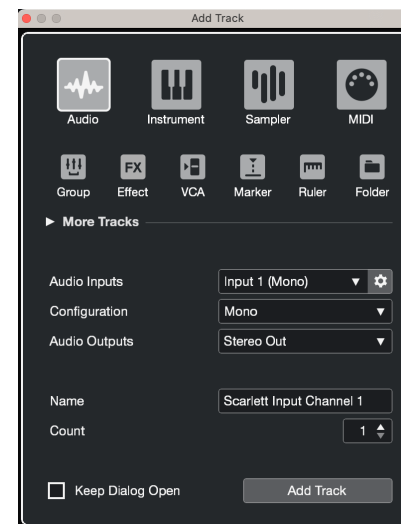 Add Track
Audio Instrument Sampler MIDI
FX
Group Effect VCA Marker Ruler Folder
More Tracks
Audio Inputs Input 1 (Mono)
Configuration Mono
Audio Outputs Stereo Out
Name Scarlett Input Channel 1
Count 1
Keep Dialog Open Add Track